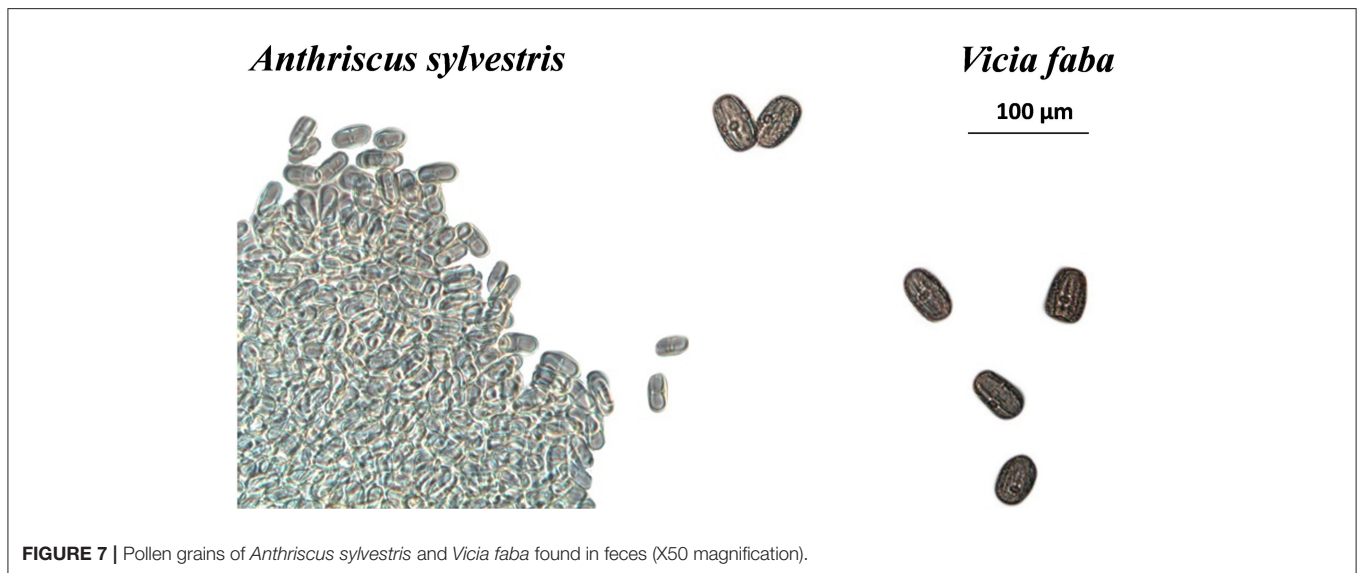 Anthriscus sylvestris
Vicia faba
100 µm
FIGURE 7 | Pollen grains of Anthriscus sylvestris and Vicia faba found in feces (X50 magnification).